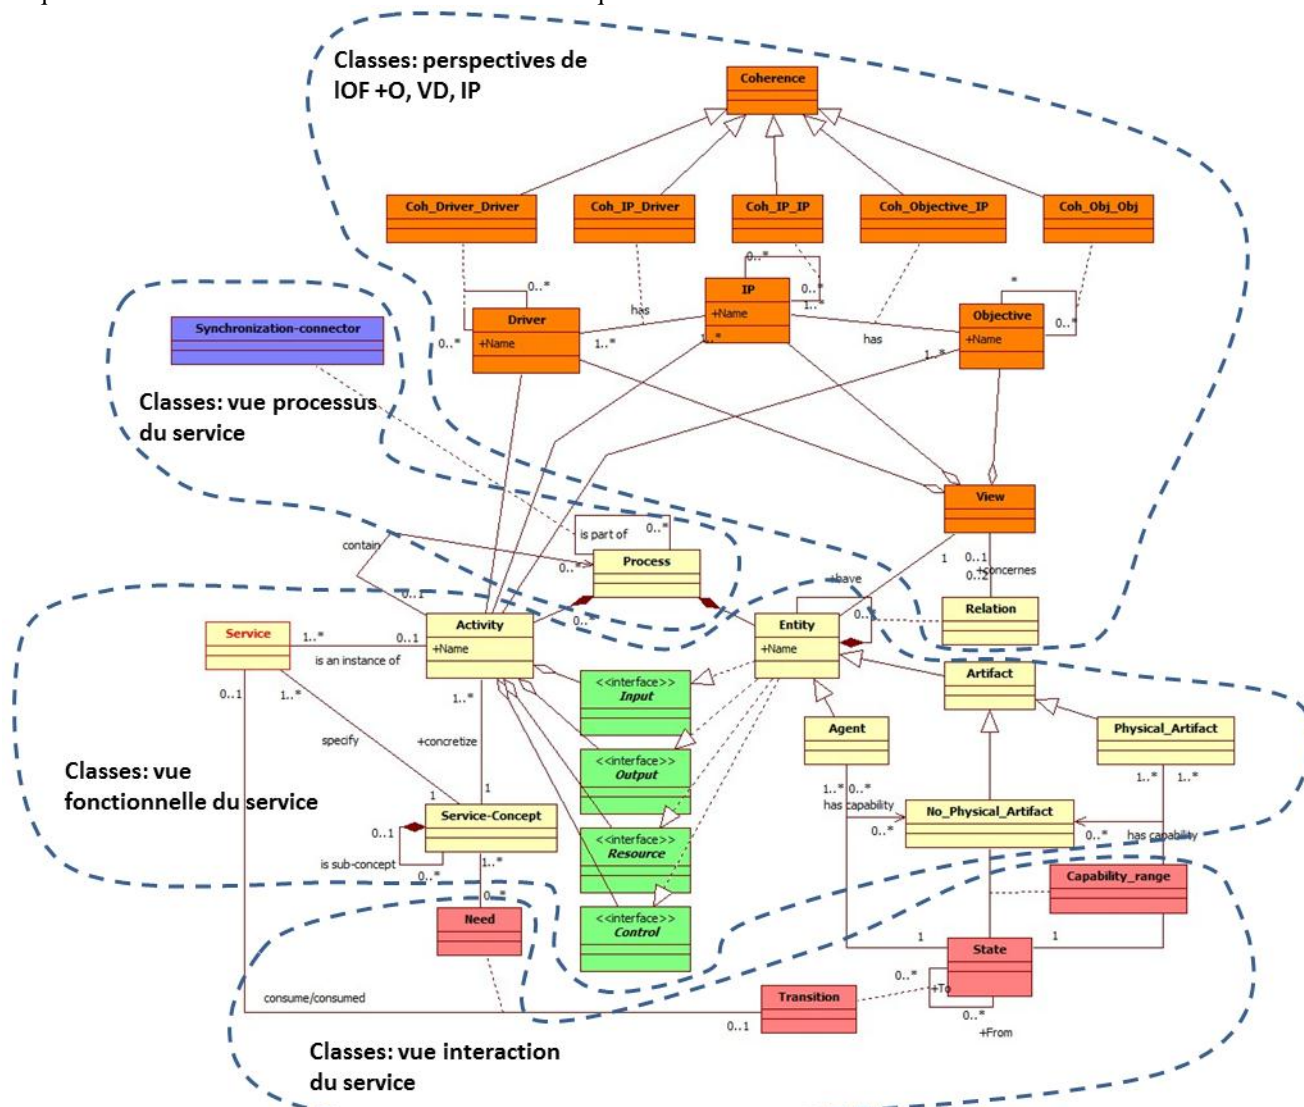 Classes: perspectives de
lOF +O, VD, IP
Coherence
Coh_Driver_Driver
Coh_IP_Driver
Coh_IP_IP
Coh_Objective_IP
Coh_Obj_Obj
0..*
0..*
*
IP
+Name
0..*
1..*
Driver
+Name
0..*
has
1..*
1..*
has
Objective
+Name
0..*
1..*
Synchronization-connector
Classes: vue processus
du service
View
contain
is part of
0..*
Process
0..*
0..1
0..*
+have
1
0..1
0..2
+concernes
Relation
Service
1..*
0..1
is an instance of
Activity
+Name
Entity
+Name
0..
<<interface>>
Input
Artifact
0..1
1..*
1..*
specify
+concretize
Agent
Physical_Artifact
<<interface>>
Output
Classes: vue
fonctionnelle du service
1
1
1..*
0..*
has capability
0..*
No_Physical_Artifact
1..*
1..*
0..*
has capability
Service-Concept
0..1
is sub-concept
0..*
1..*
0..*
<<interface>>
Resource
Capability_range
Need
<<interface>>
Control
1
State
1
consume/consumed
0..1
Transition
0..*
+To
0..*
+From
Classes: vue interaction
du service